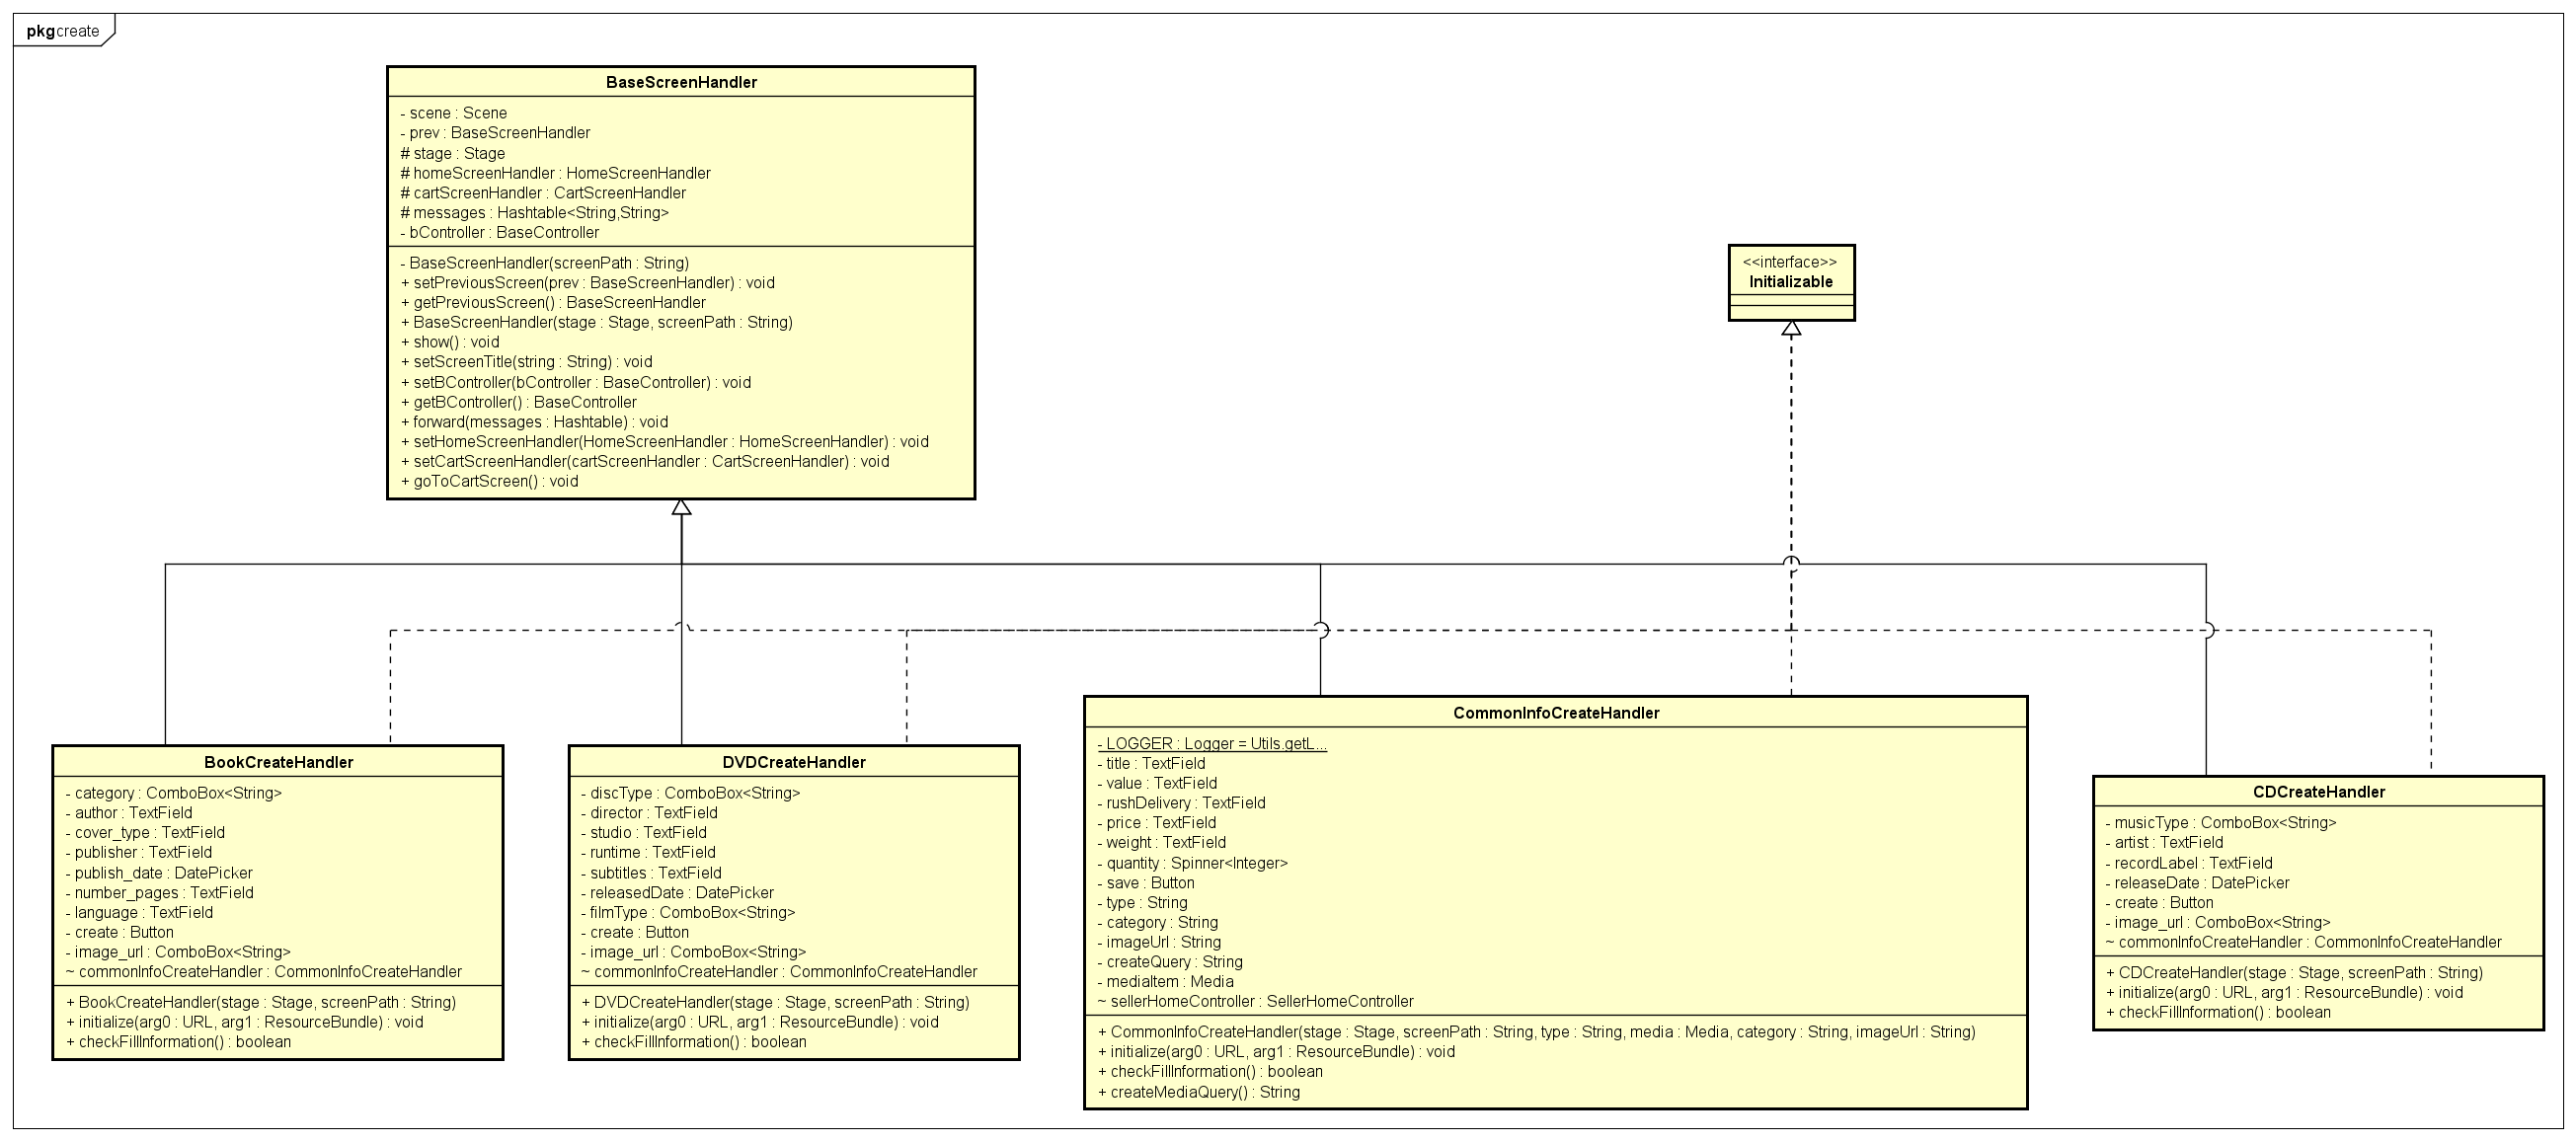 pkg create
BaseScreenHandler
- scene : Scene
- prev : BaseScreenHandler
# stage : Stage
# homeScreenHandler : HomeScreenHandler
# cartScreenHandler : CartScreenHandler
# messages : Hashtable<String,String>
- bController : BaseController
- BaseScreenHandler(screenPath : String)
+ setPreviousScreen(prev : BaseScreenHandler) : void
+ getPreviousScreen() : BaseScreenHandler
+ BaseScreenHandler(stage : Stage, screenPath : String)
+ show() : void
+ setScreenTitle(string : String) : void
+ setBController(bController : BaseController) : void
+ getBController() : BaseController
+ forward(messages : Hashtable) : void
+ setHomeScreenHandler(HomeScreenHandler : HomeScreenHandler) : void
+ setCartScreenHandler(cartScreenHandler : CartScreenHandler) : void
+ goToCartScreen() : void
<<interface>>
Initializable
BookCreateHandler
- category : ComboBox<String>
- author : TextField
- cover_type : TextField
- publisher : TextField
- publish_date : DatePicker
- number_pages : TextField
- language : TextField
- create : Button
- image_url : ComboBox<String>
~ commonInfoCreateHandler : CommonInfoCreateHandler
+ BookCreateHandler(stage : Stage, screenPath : String)
+ initialize(arg0 : URL, arg1 : ResourceBundle) : void
+ checkFillInformation() : boolean
DVDCreateHandler
- discType : ComboBox<String>
- director : TextField
- studio : TextField
- runtime : TextField
- subtitles : TextField
- releasedDate : DatePicker
- filmType : ComboBox<String>
- create : Button
- image_url : ComboBox<String>
~ commonInfoCreateHandler : CommonInfoCreateHandler
+ DVDCreateHandler(stage : Stage, screenPath : String)
+ initialize(arg0 : URL, arg1 : ResourceBundle) : void
+ checkFillInformation() : boolean
CommonInfoCreateHandler
- LOGGER : Logger = Utils.getL...
- title : TextField
- value : TextField
- rushDelivery : TextField
- price : TextField
- weight : TextField
- quantity : Spinner<Integer>
- save : Button
- type : String
- category : String
- imageUrl : String
- createQuery : String
- mediaItem : Media
~ sellerHomeController : SellerHomeController
+ CommonInfoCreateHandler(stage : Stage, screenPath : String, type : String, media : Media, category : String, imageUrl : String)
+ initialize(arg0 : URL, arg1 : ResourceBundle) : void
+ checkFillInformation() : boolean
+ createMediaQuery() : String
CDCreateHandler
- musicType : ComboBox<String>
- artist : TextField
- recordLabel : TextField
- releaseDate : DatePicker
- create : Button
- image_url : ComboBox<String>
~ commonInfoCreateHandler : CommonInfoCreateHandler
+ CDCreateHandler(stage : Stage, screenPath : String)
+ initialize(arg0 : URL, arg1 : ResourceBundle) : void
+ checkFillInformation() : boolean